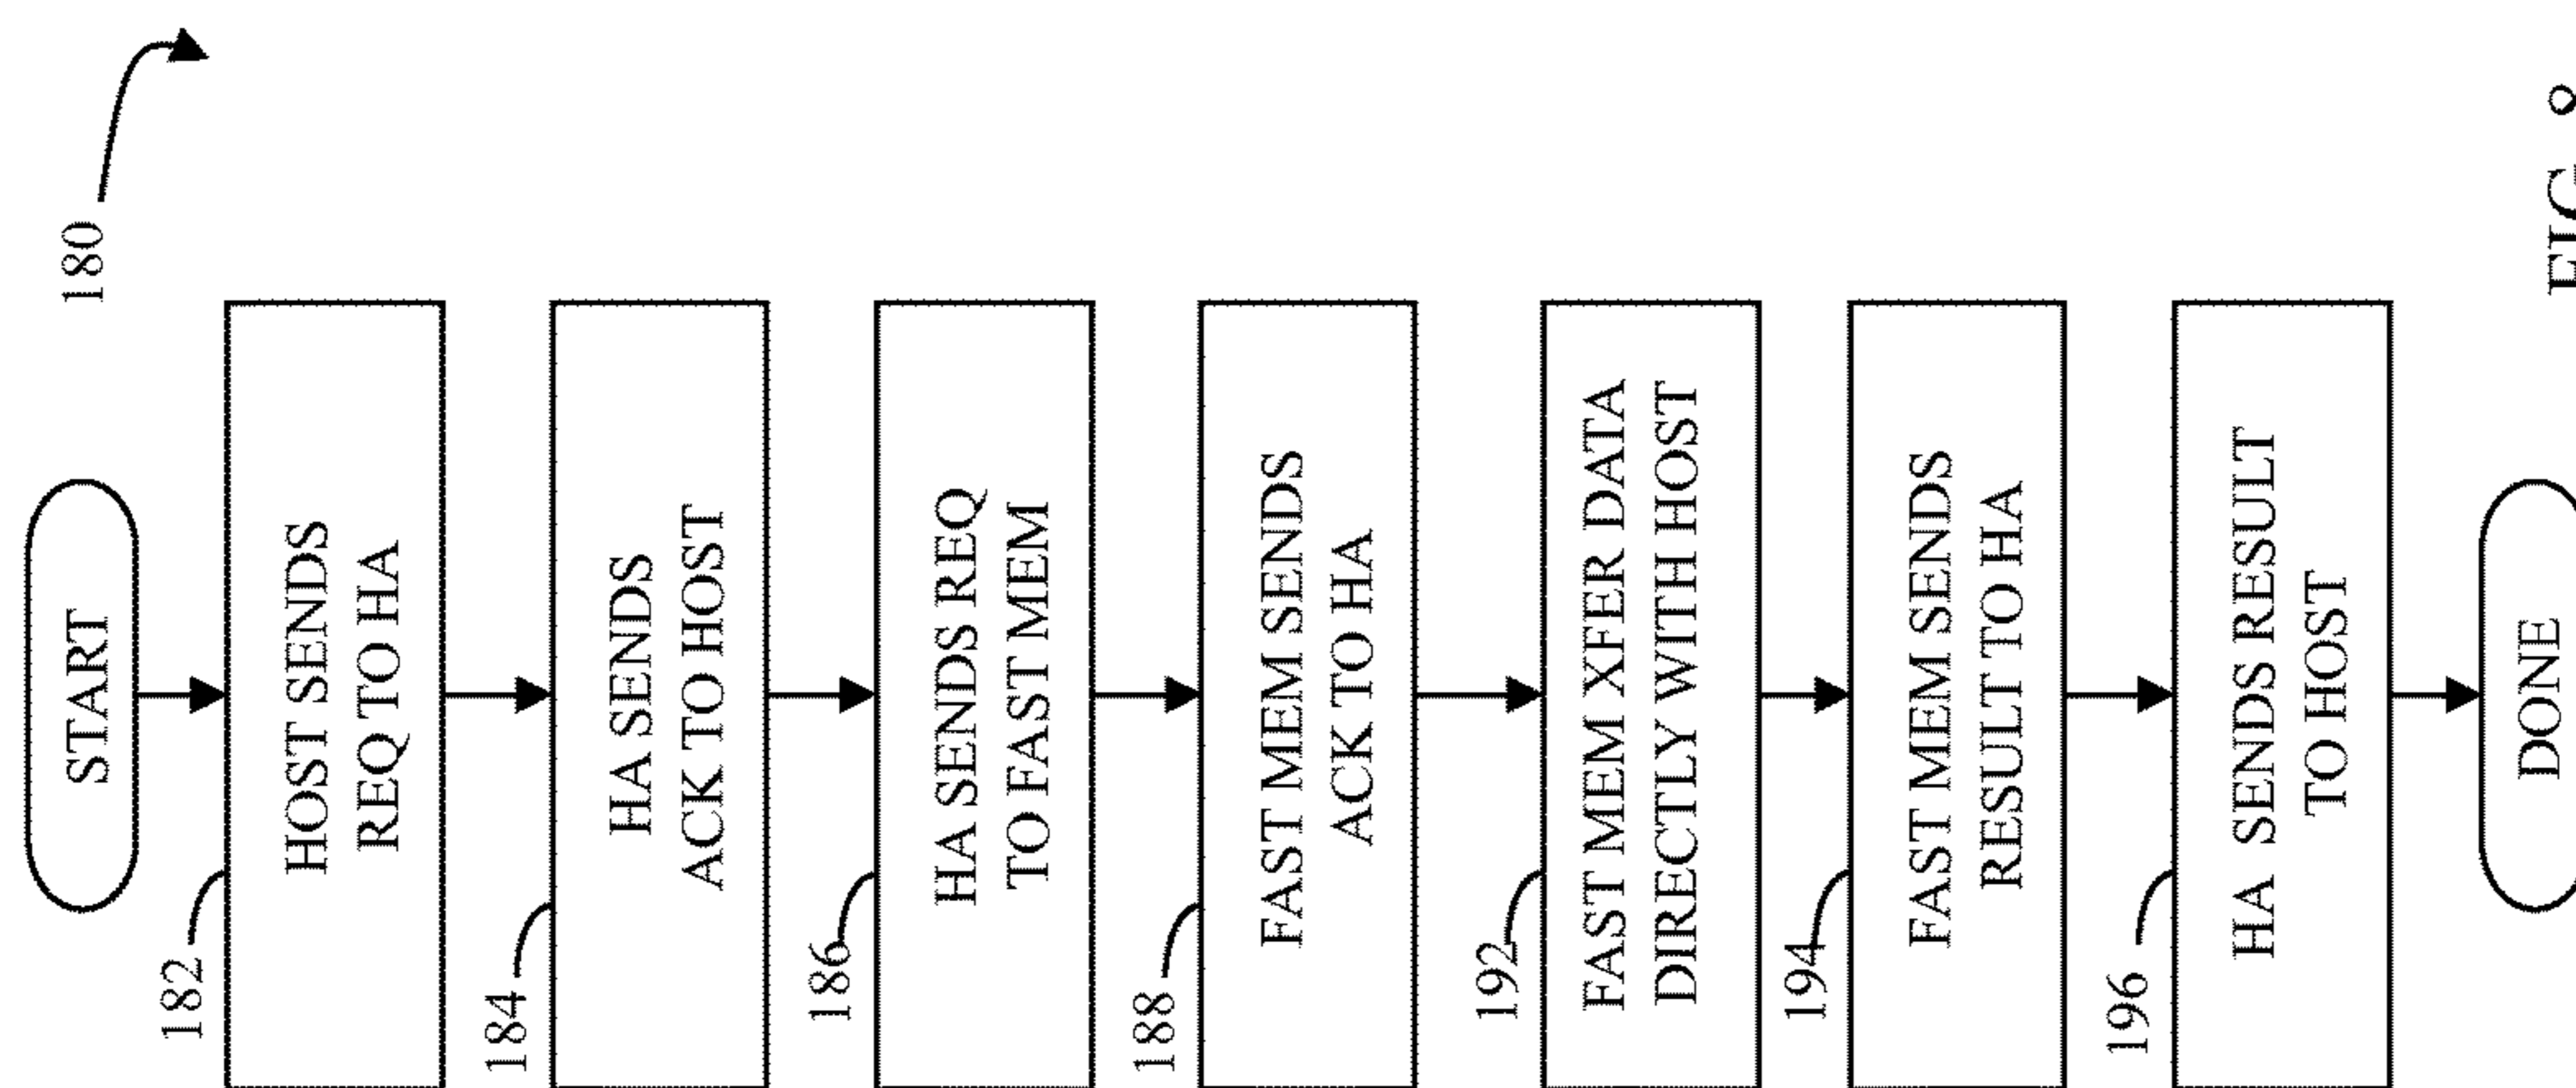 180
START
182
HOST SENDS
REQ TO HA
184
HA SENDS
ACK TO HOST
186
HA SENDS REQ
TO FAST MEM
188
FAST MEM SENDS
ACK TO HA
192
FAST MEM XFER DATA
DIRECTLY WITH HOST
194
FAST MEM SENDS
RESULT TO HA
196
HA SENDS RESULT
TO HOST
DONE
FIG. 8